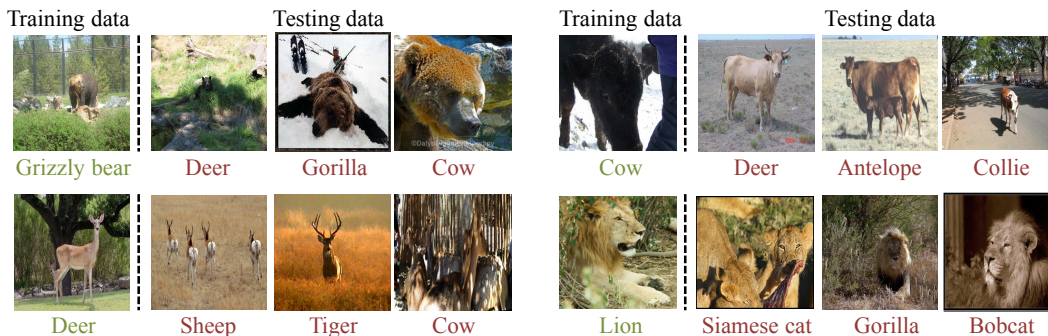 Training data Testing data Training data Testing data
Grizzly bear Deer Gorilla Cow Cow Deer Antelope Collie
Deer Sheep Tiger Cow Lion Siamese cat Gorilla Bobcat